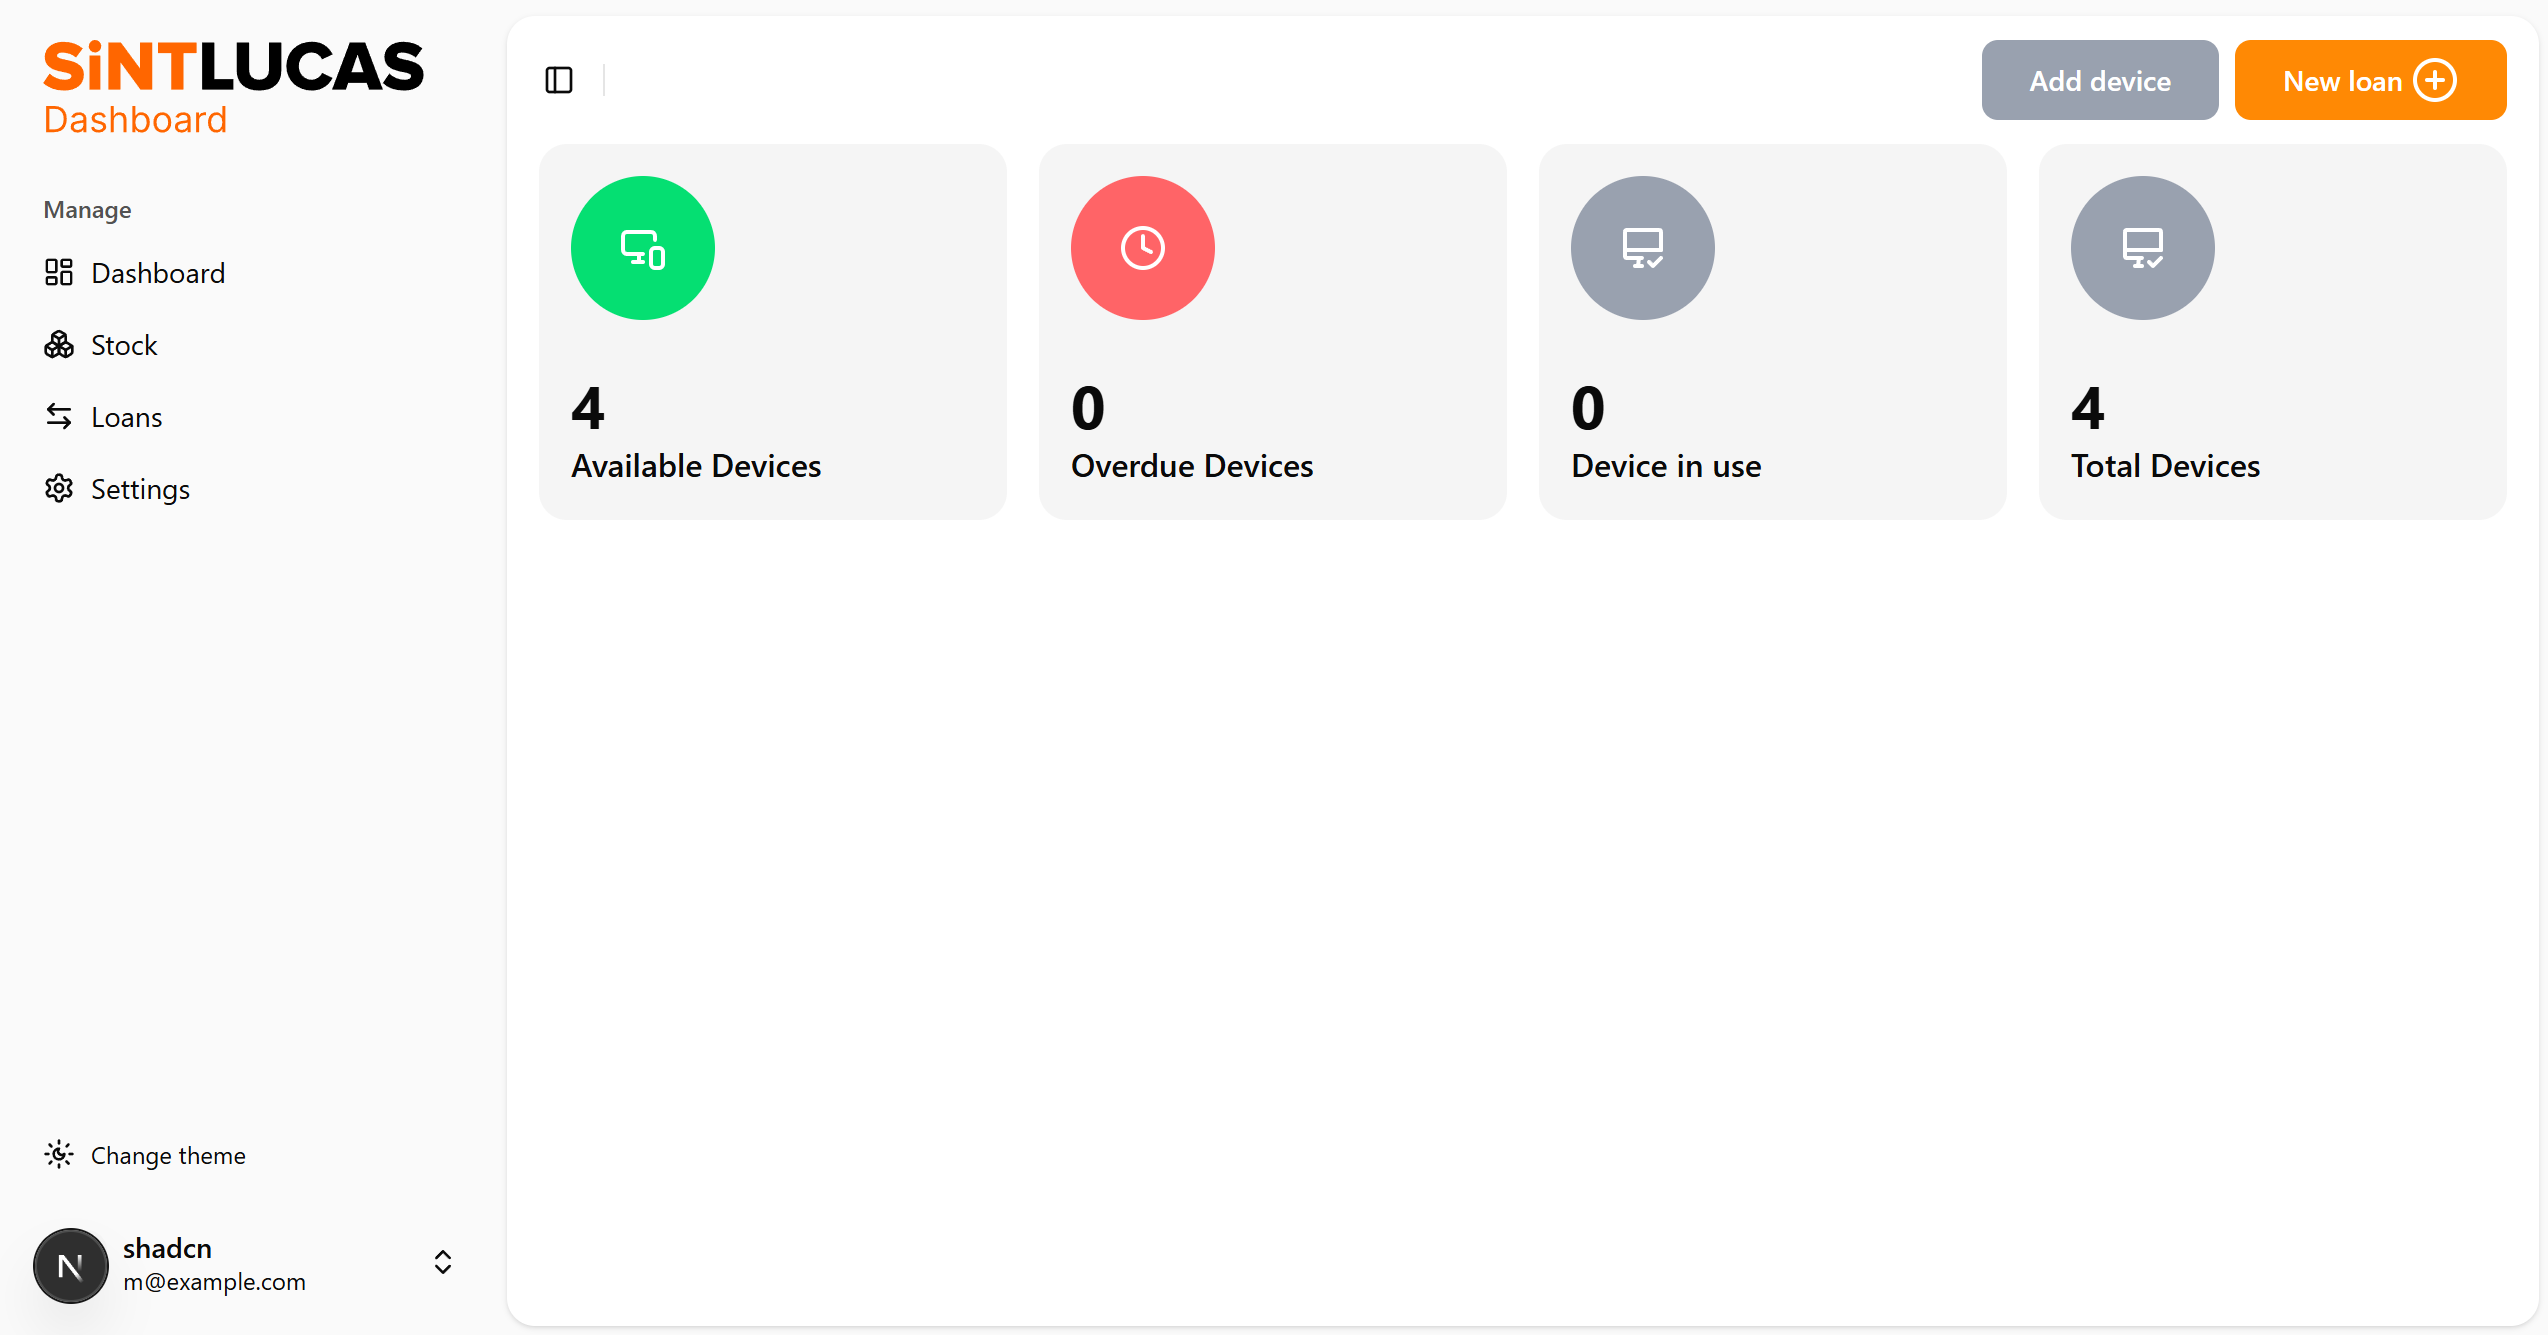 SiNTLUCAS
Dashboard
Manage
Dashboard
Stock
Loans
Settings
Change theme
N
shadcn
m@example.com
Add device
New loan
4
Available Devices
0
Overdue Devices
0
Device in use
4
Total Devices